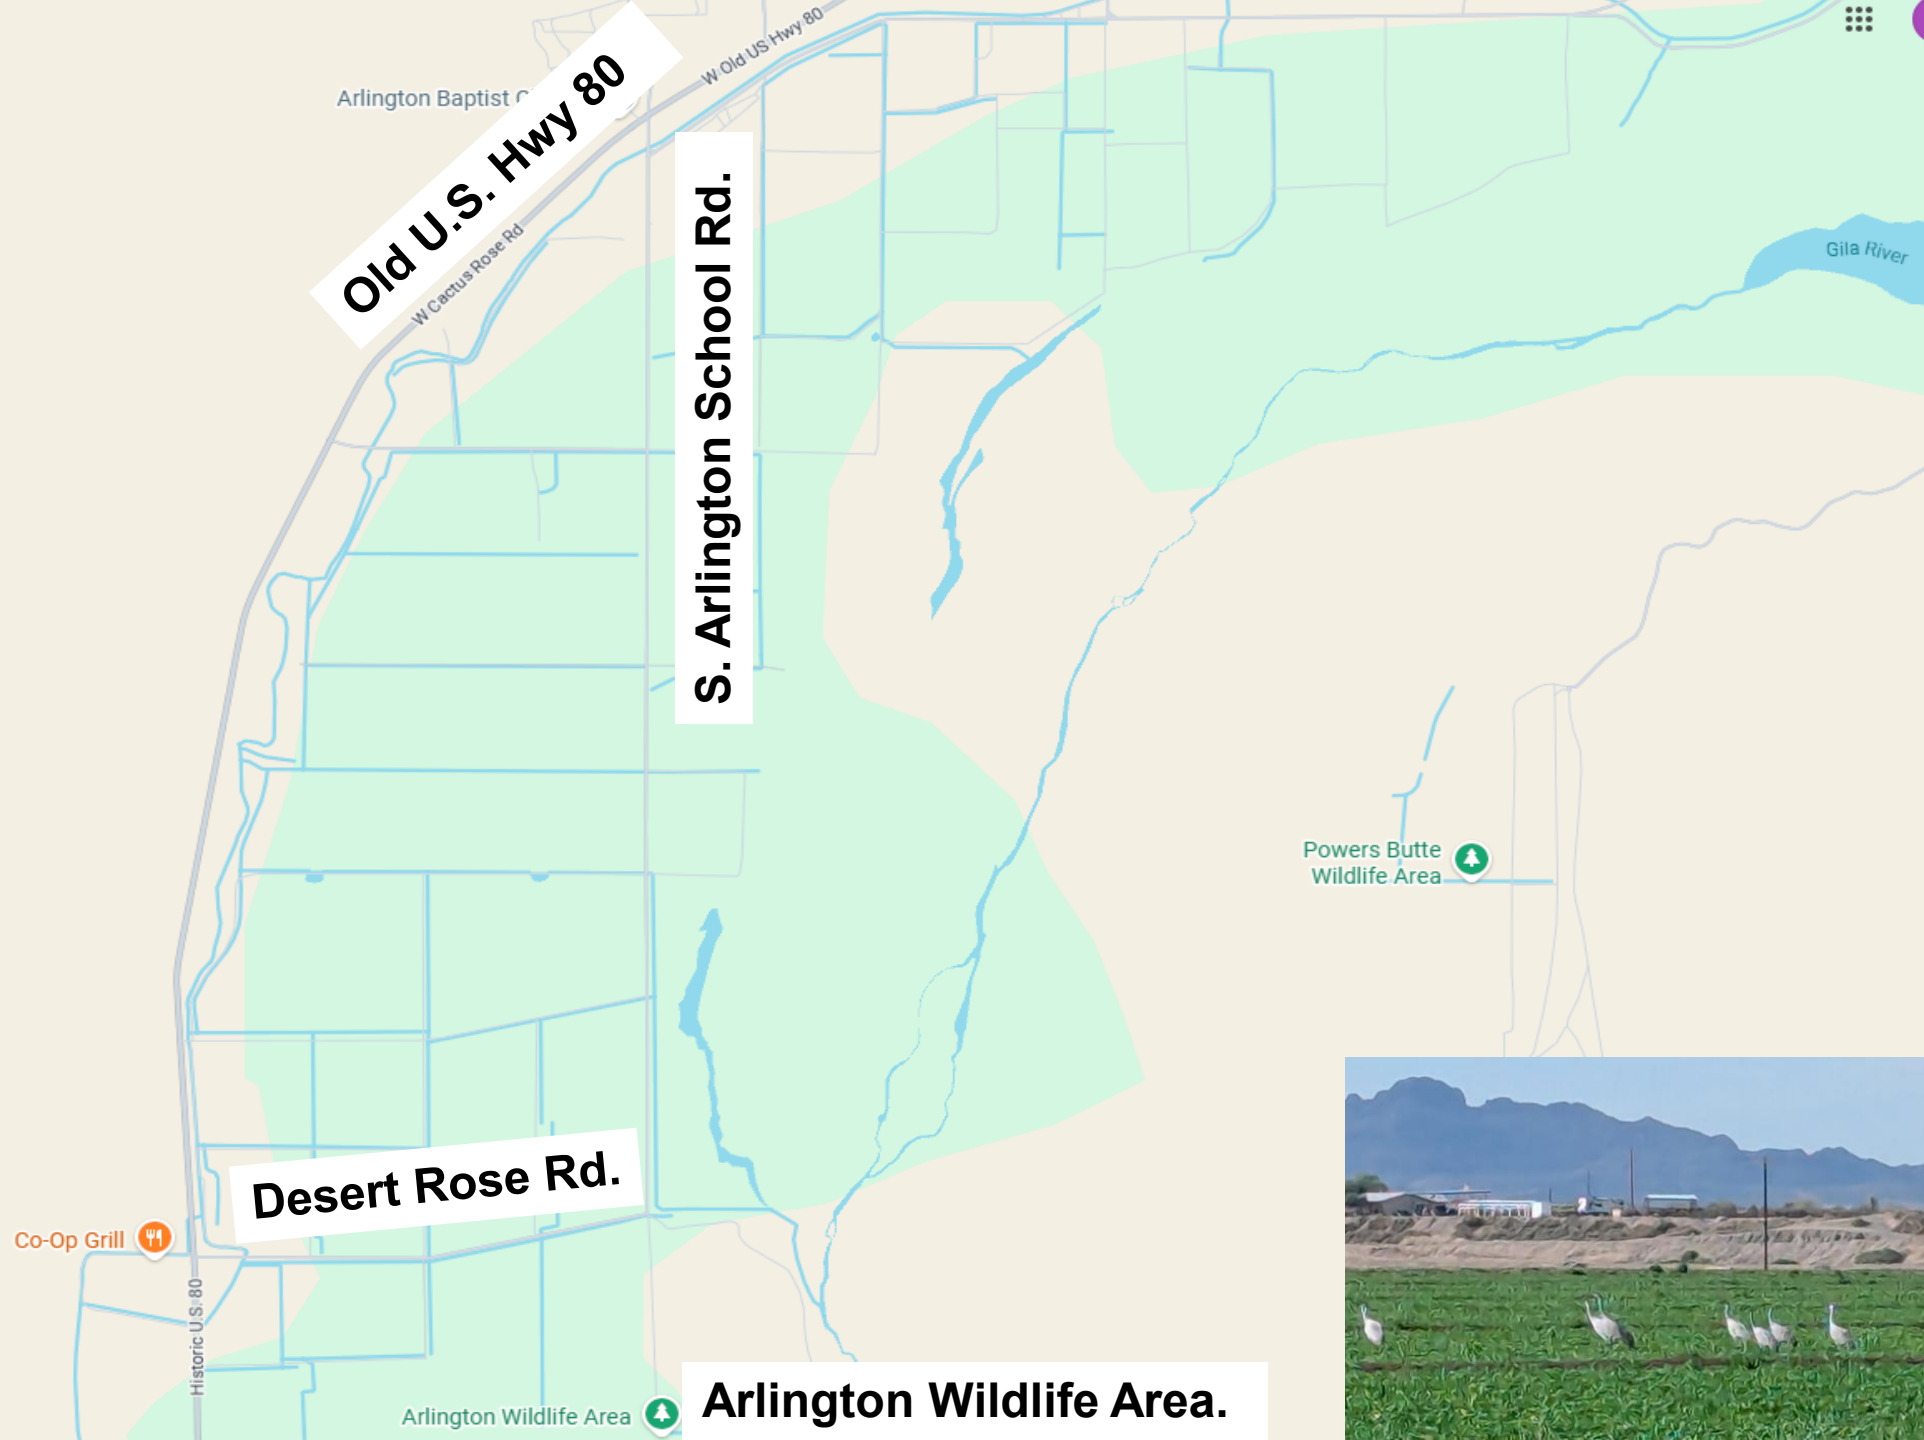 W Old US Hwy 80
Arlington Baptist
Old U.S. Hwy 80
W Cactus Rose Rd
S. Arlington School Rd.
Gila River
Powers Butte
Wildlife Area
Desert Rose Rd.
Co-Op Grill
Historic U.S. 80
Arlington Wildlife Area
Arlington Wildlife Area.